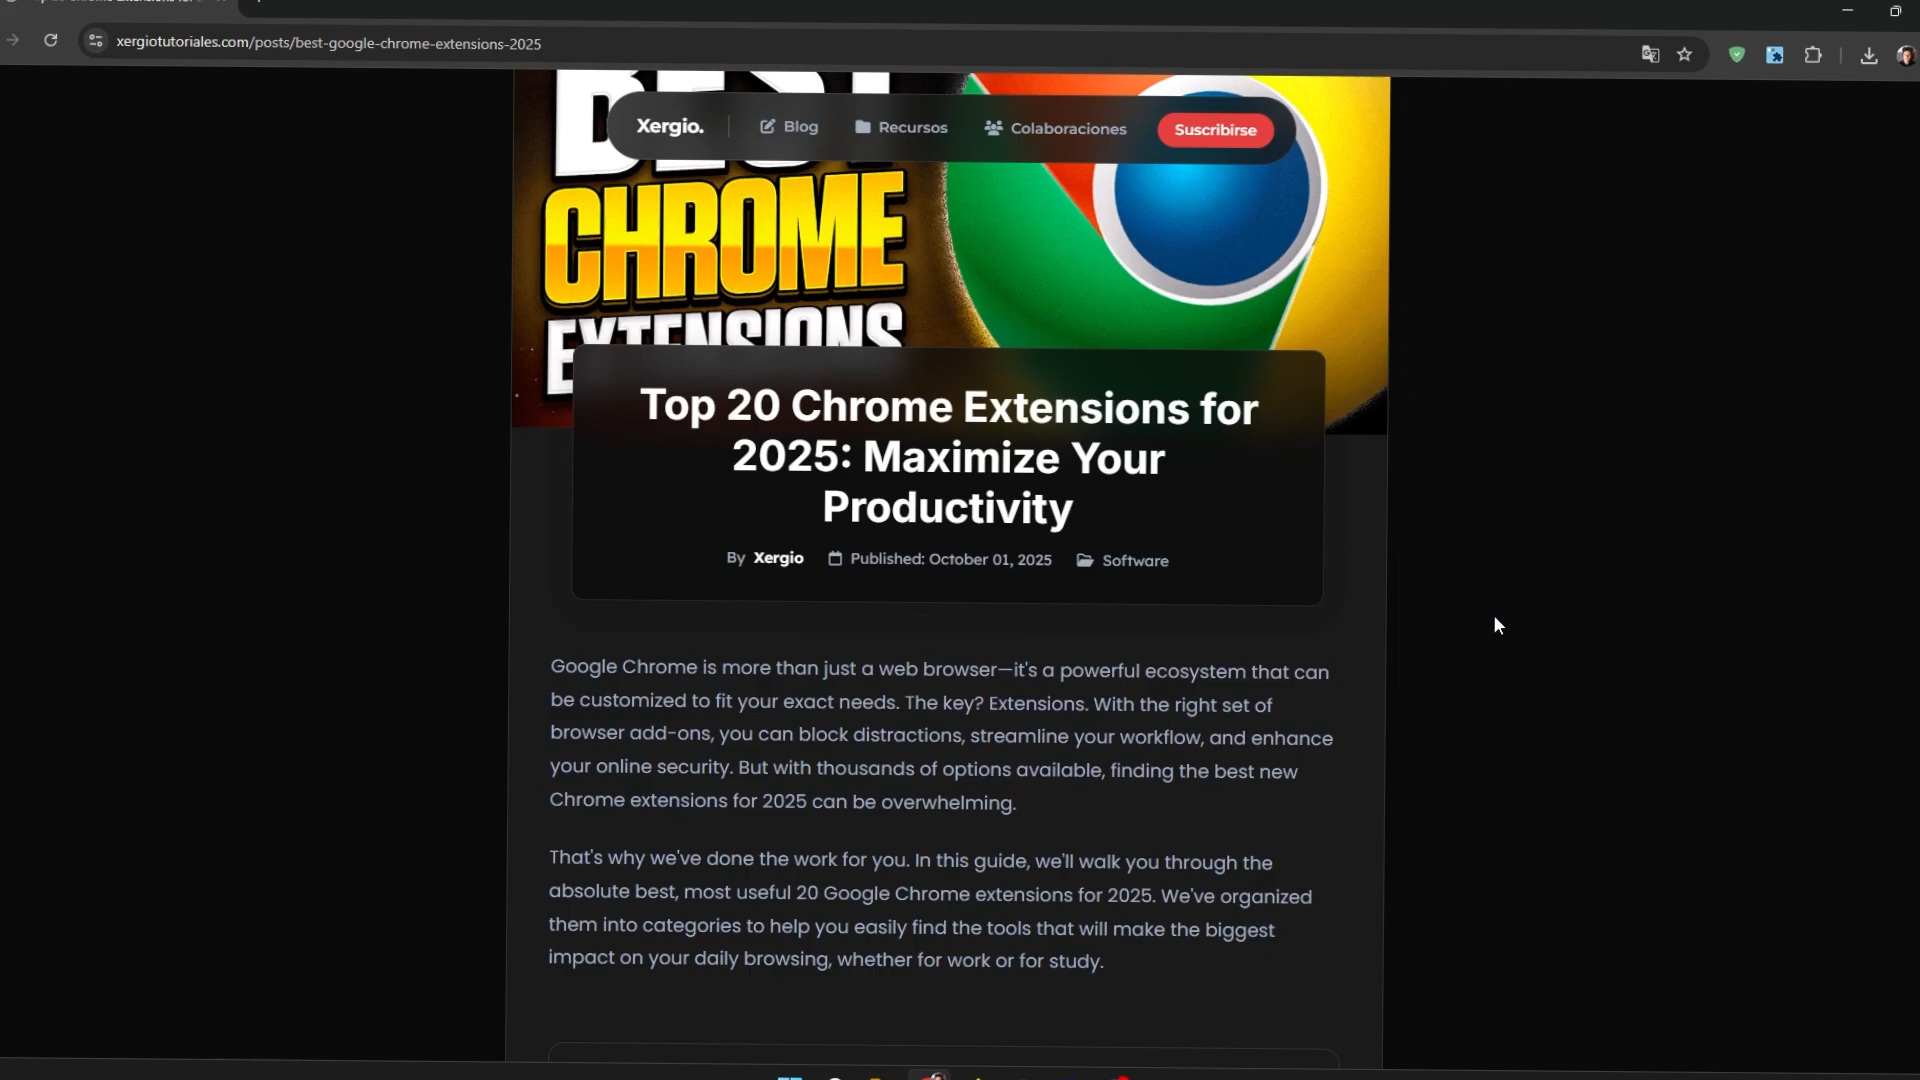 xergiotutoriales.com/posts/best-google-chrome-extensions-2025
BEST
CHROME
EXTENSIONS
Xergio. Blog Recursos Colaboraciones Suscribirse
Top 20 Chrome Extensions for
2025: Maximize Your
Productivity
By Xergio Published: October 01, 2025 Software
Google Chrome is more than just a web browser—it's a powerful ecosystem that can
be customized to fit your exact needs. The key? Extensions. With the right set of
browser add-ons, you can block distractions, streamline your workflow, and enhance
your online security. But with thousands of options available, finding the best new
Chrome extensions for 2025 can be overwhelming.
That's why we've done the work for you. In this guide, we'll walk you through the
absolute best, most useful 20 Google Chrome extensions for 2025. We've organized
them into categories to help you easily find the tools that will make the biggest
impact on your daily browsing, whether for work or for study.